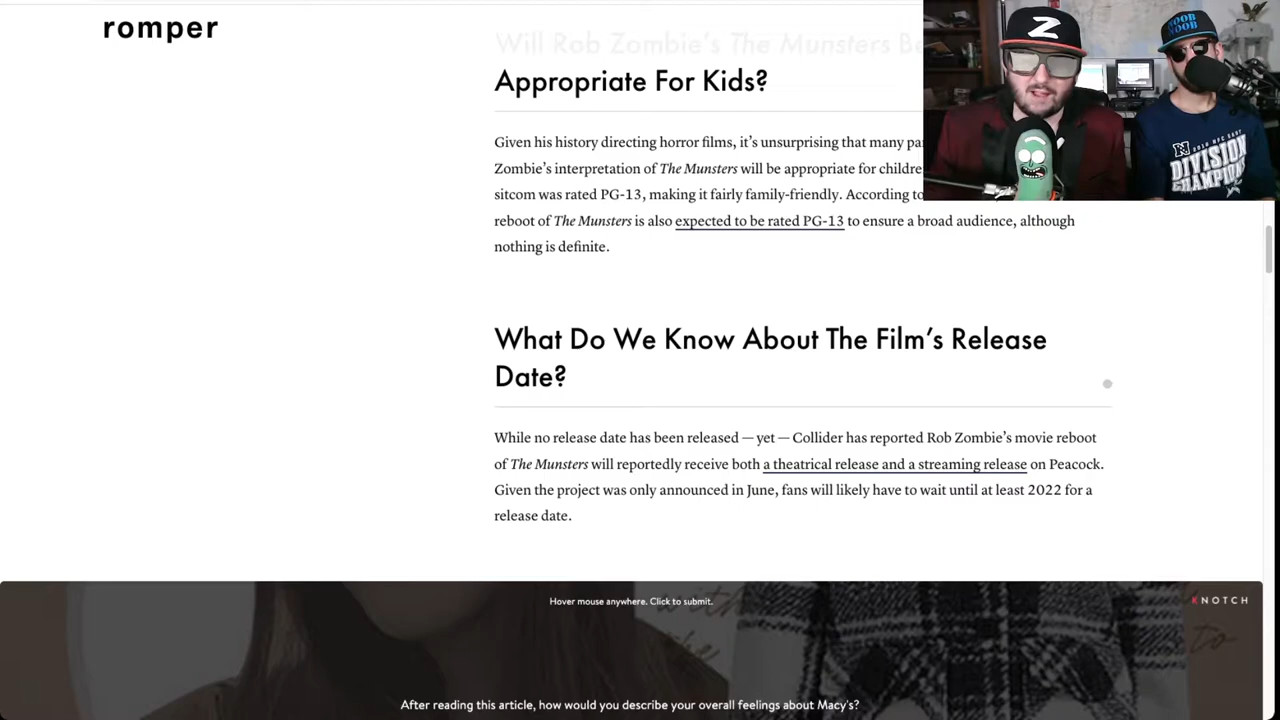 romper
Will Rob Zombie's The Munsters Be
Appropriate For Kids?
Given his history directing horror films, it's unsurprising that many
Zombie's interpretation of The Munsters will be appropriate for
sitcom was rated PG-13, making it fairly family-friendly. According to
reboot of The Munsters is also expected to be rated PG-13 to ensure a broad audience, although
nothing is definite.
What Do We Know About The Film's Release
Date?
While no release date has been released — yet — Collider has reported Rob Zombie's movie reboot
of The Munsters will reportedly receive both a theatrical release and a streaming release on Peacock.
Given the project was only announced in June, fans will likely have to wait until at least 2022 for a
release date.
Hover mouse anywhere. Click to submit.
KNOTCH
to
After reading this article, how would you describe your overall feelings about Macy's?
Z
NOOB
NOOB
DIVISION